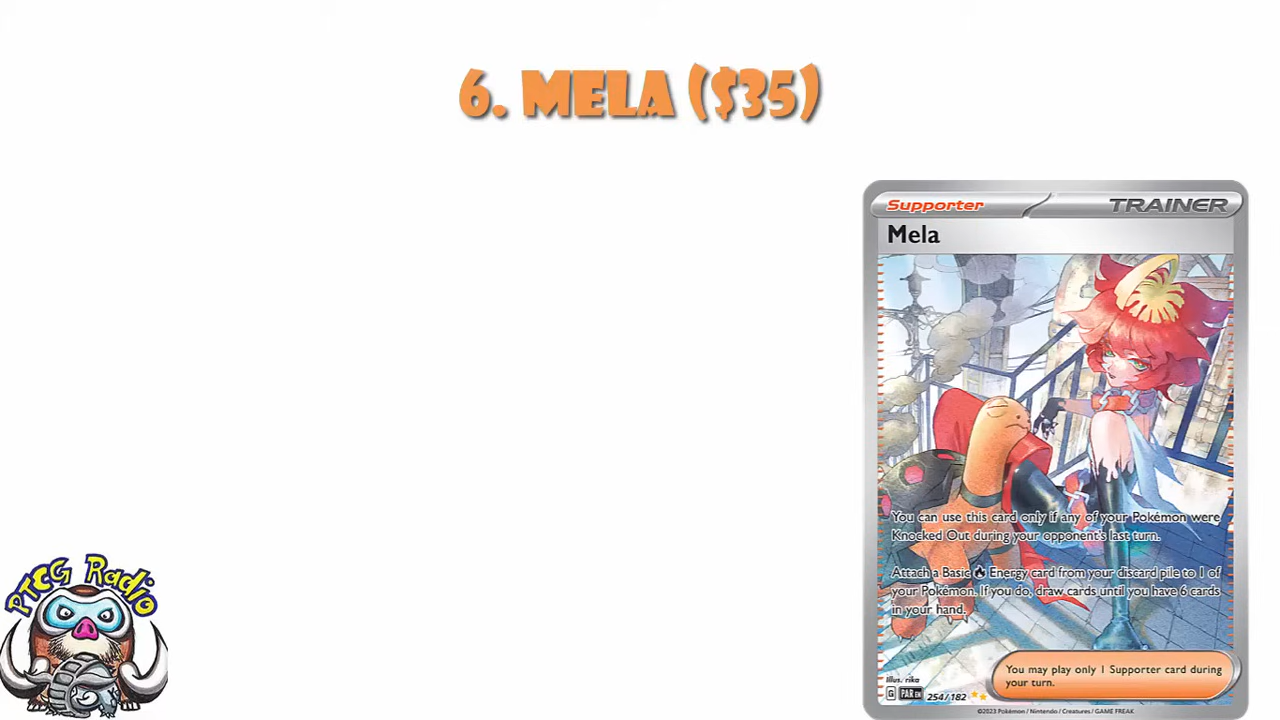 6. MELA ($35)
Supporter
TRAINER
Mela
You can use this card only if any of your Pokémon were
Knocked Out during your opponent's last turn.
Attach a Basic Energy card from your discard pile to 1 of
your Pokémon. If you do, draw cards until you have 6 cards
in your hand.
You may play only 1 Supporter card during
your turn.
Illus. rika
G PAR EN 254/182
©2023 Pokémon / Nintendo / Creatures / GAME FREAK
PTCG Radio